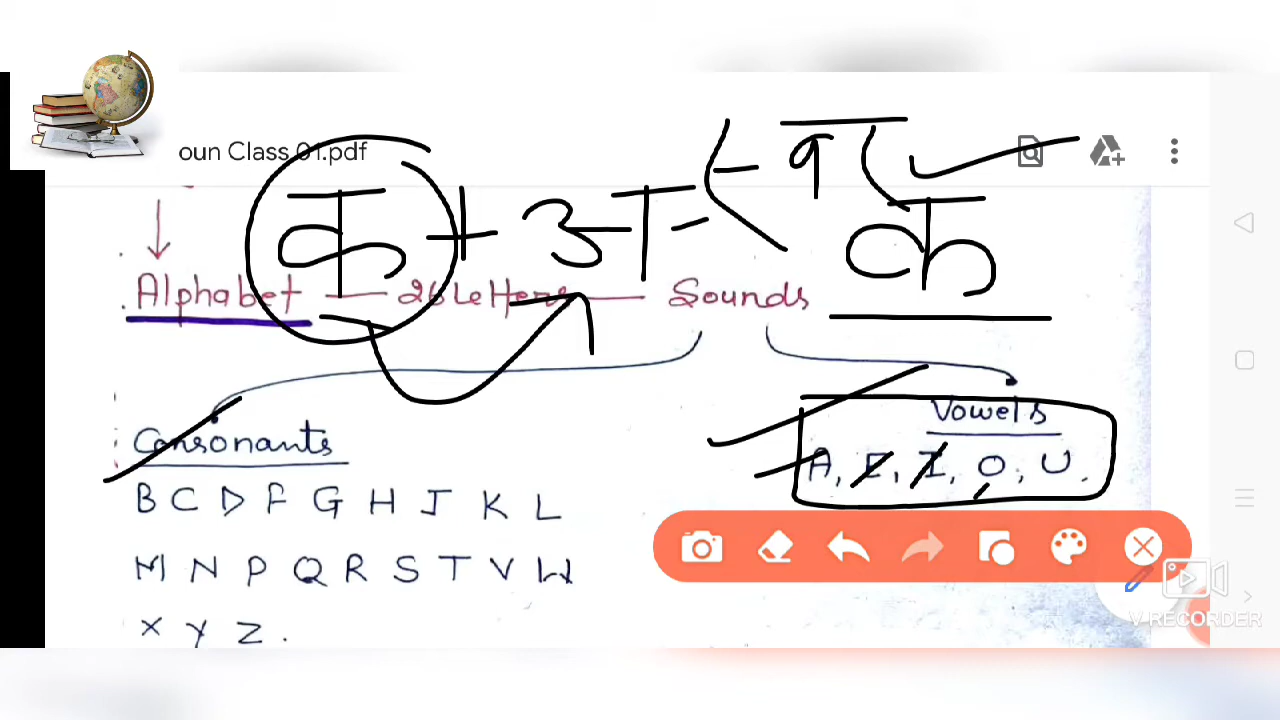 oun Class 01.pdf
क + अ = क
Alphabet — 26 Letters — Sounds
Consonants
Vowels
A, E, I, O, U.
B C D F G H J K L
M N P Q R S T V W
X Y Z.
V RECORDER